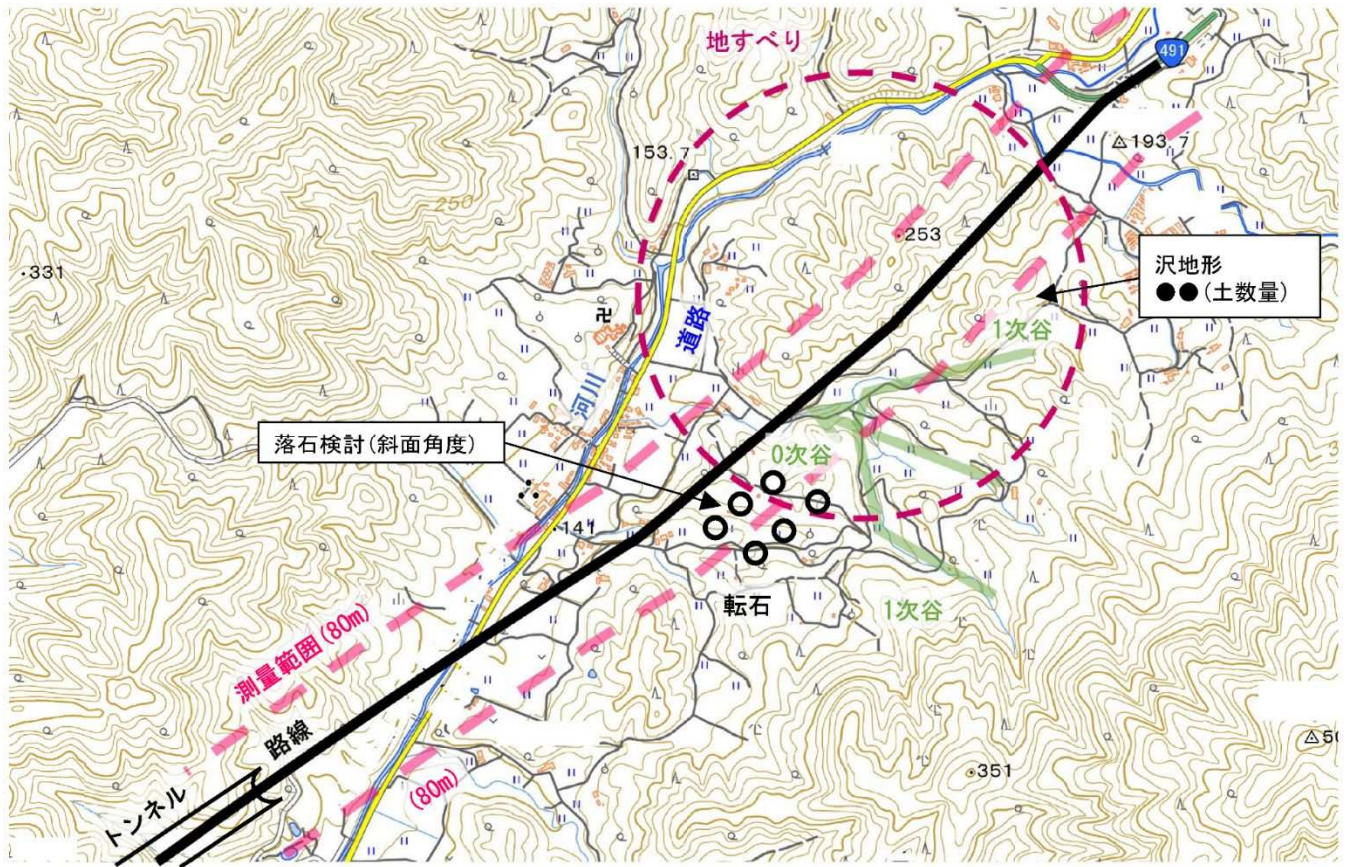 地すべり
491
153.7
△193.7
250
・253
・331
沢地形
●●(土数量)
1次谷
道路
河川
落石検討(斜面角度)
0次谷
・141
転石
1次谷
測量範囲(80m)
路線
(80m)
トンネル
351